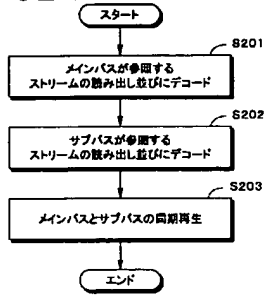 スタート
S201
メインパスが参照する
ストリームの読み出し並びにデコード
S202
サブパスが参照する
ストリームの読み出し並びにデコード
S203
メインパスとサブパスの同期再生
エンド